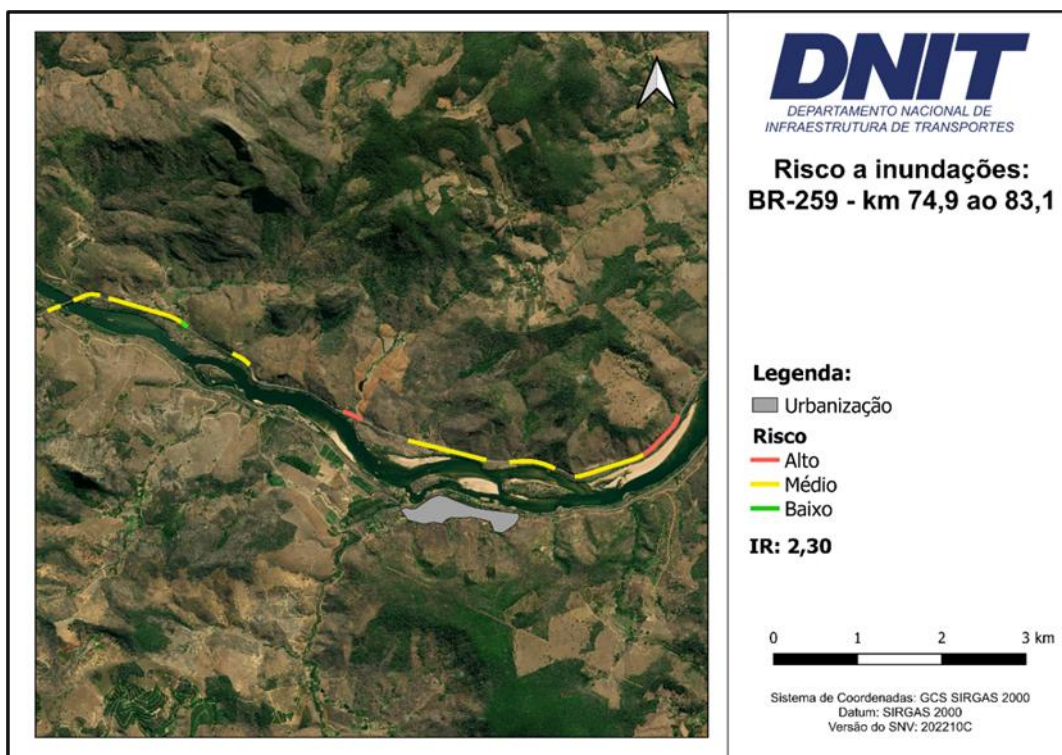 DNIT
DEPARTAMENTO NACIONAL DE
INFRAESTRUTURA DE TRANSPORTES
Risco a inundações:
BR-259 - km 74,9 ao 83,1
Legenda:
Urbanização
Risco
Alto
Médio
Baixo
IR: 2,30
0 1 2 3 km
Sistema de Coordenadas: GCS SIRGAS 2000
Datum: SIRGAS 2000
Versão do SNV: 202210C